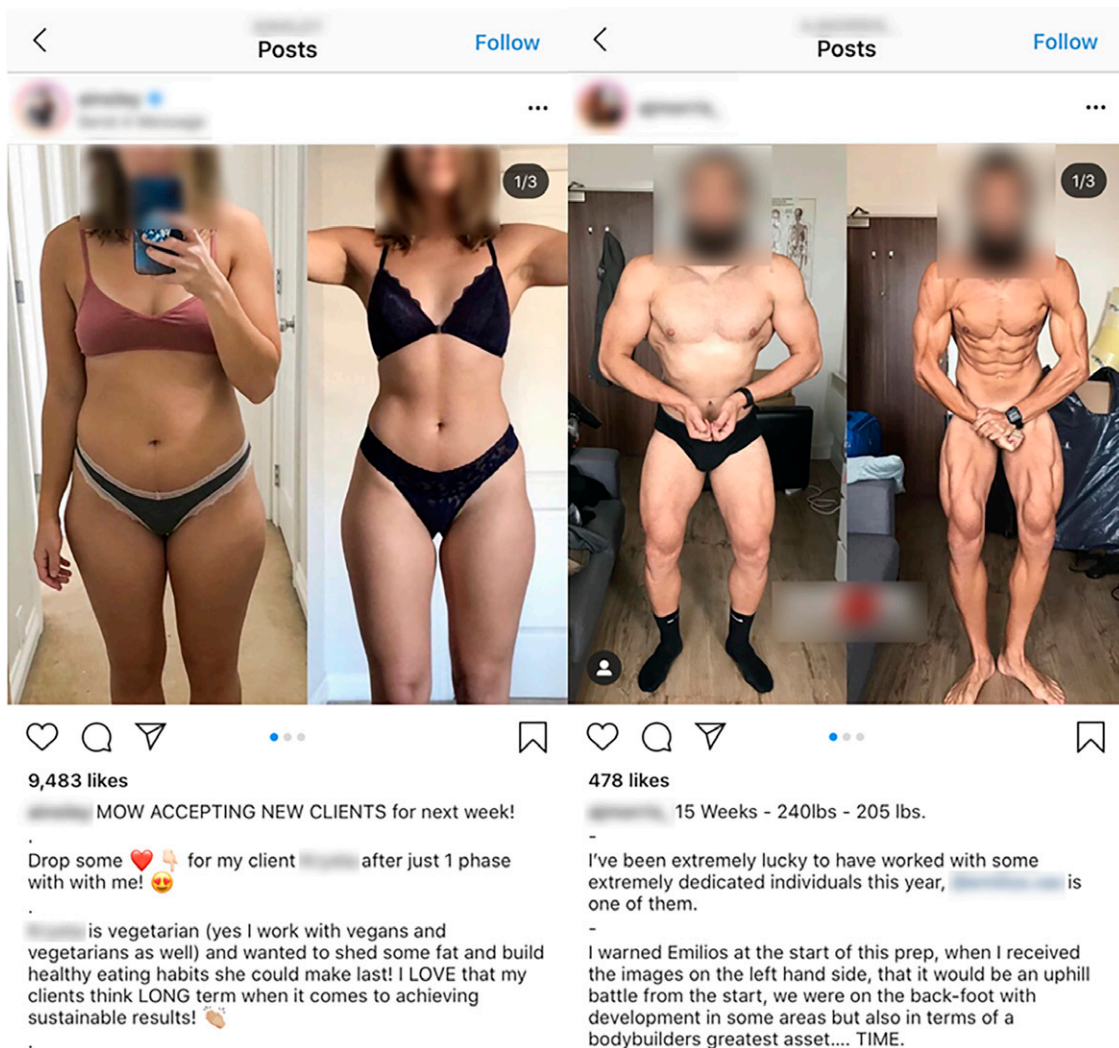 Posts
Follow
1/3
9,483 likes
MOW ACCEPTING NEW CLIENTS for next week!
.
Drop some ❤️ 👇🏻 for my client after just 1 phase
with with me! 😍
.
is vegetarian (yes I work with vegans and
vegetarians as well) and wanted to shed some fat and build
healthy eating habits she could make last! I LOVE that my
clients think LONG term when it comes to achieving
sustainable results! 👏🏼
.
Posts
Follow
1/3
478 likes
15 Weeks - 240lbs - 205 lbs.
-
I've been extremely lucky to have worked with some
extremely dedicated individuals this year, is
one of them.
-
I warned Emilios at the start of this prep, when I received
the images on the left hand side, that it would be an uphill
battle from the start, we were on the back-foot with
development in some areas but also in terms of a
bodybuilders greatest asset.... TIME.